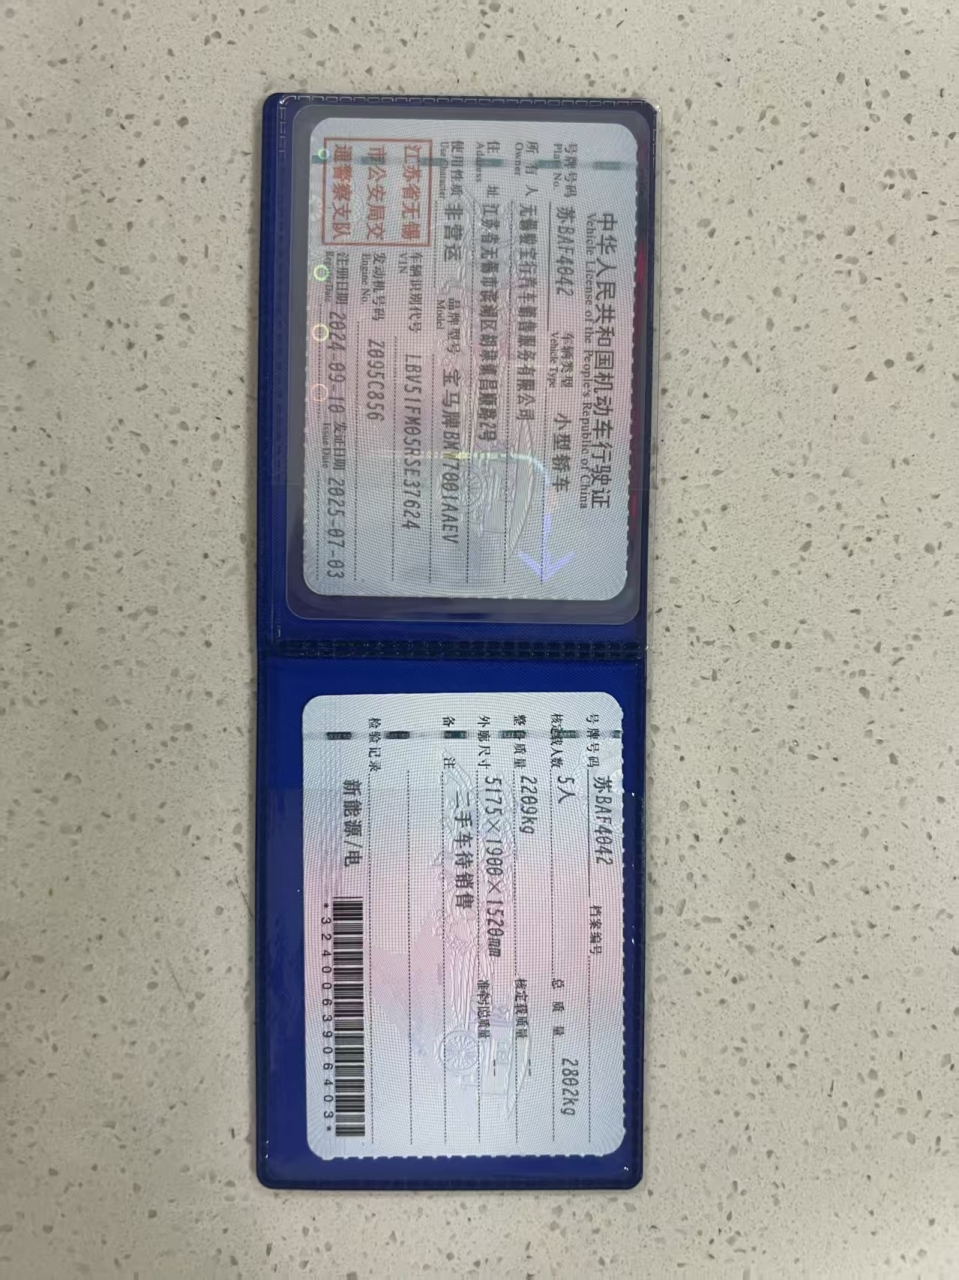 中华人民共和国机动车行驶证
Vehicle License of the People's Republic of China
号牌号码 苏BAF4042 车辆类型 小型轿车
Plate No. Vehicle Type
所有人 无锡骏宝行汽车销售服务有限公司
Owner
住址 江苏省无锡市滨湖区胡埭镇昌顺路2号
Address
使用性质 非营运 品牌型号 宝马牌BMW7001AAEV
Use Character Model
江苏省无锡
市公安局交
通警察支队
车辆识别代号 LBV51FM05RSE37624
VIN
发动机号码 Z095C856
Engine No.
注册日期 2024-09-10 发证日期 2025-07-03
Register Date Issue Date
号牌号码 苏BAF4042 档案编号
核定载人数 5人 总质量 2802kg
整备质量 2209kg 核定载质量 --
外廓尺寸 5175×1900×1520mm 准牵引总质量 --
备注 二手车待销售
检验记录
新能源/电
*3240063906403*